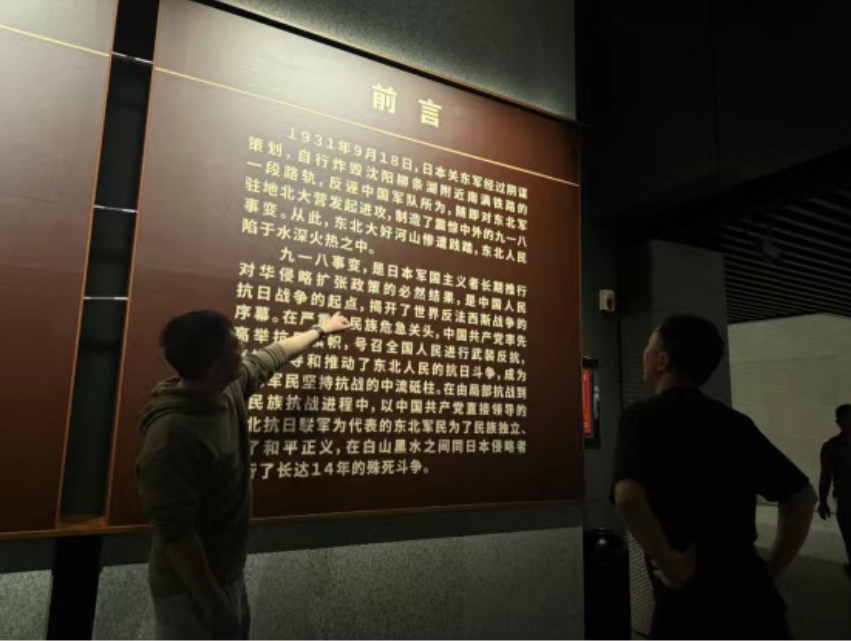 前言
1931年9月18日，日本关东军经过阴谋
策划，自行炸毁沈阳柳条湖附近南满铁路的
一段路轨，反诬中国军队所为，随即对东北军
驻地北大营发起进攻，制造了震惊中外的九一八
事变。从此，东北大好河山惨遭践踏，东北人民
陷于水深火热之中。
九一八事变，是日本军国主义者长期推行
对华侵略扩张政策的必然结果，是中国人民
抗日战争的起点，揭开了世界反法西斯战争的
序幕。在严 民族危急关头，中国共产党率先
高举抗 帜，号召全国人民进行武装反抗，
导和推动了东北人民的抗日斗争，成为
军民坚持抗战的中流砥柱。在由局部抗战到
民族抗战进程中，以中国共产党直接领导的
北抗日联军为代表的东北军民为了民族独立、
了和平正义，在白山黑水之间同日本侵略者
行了长达14年的殊死斗争。